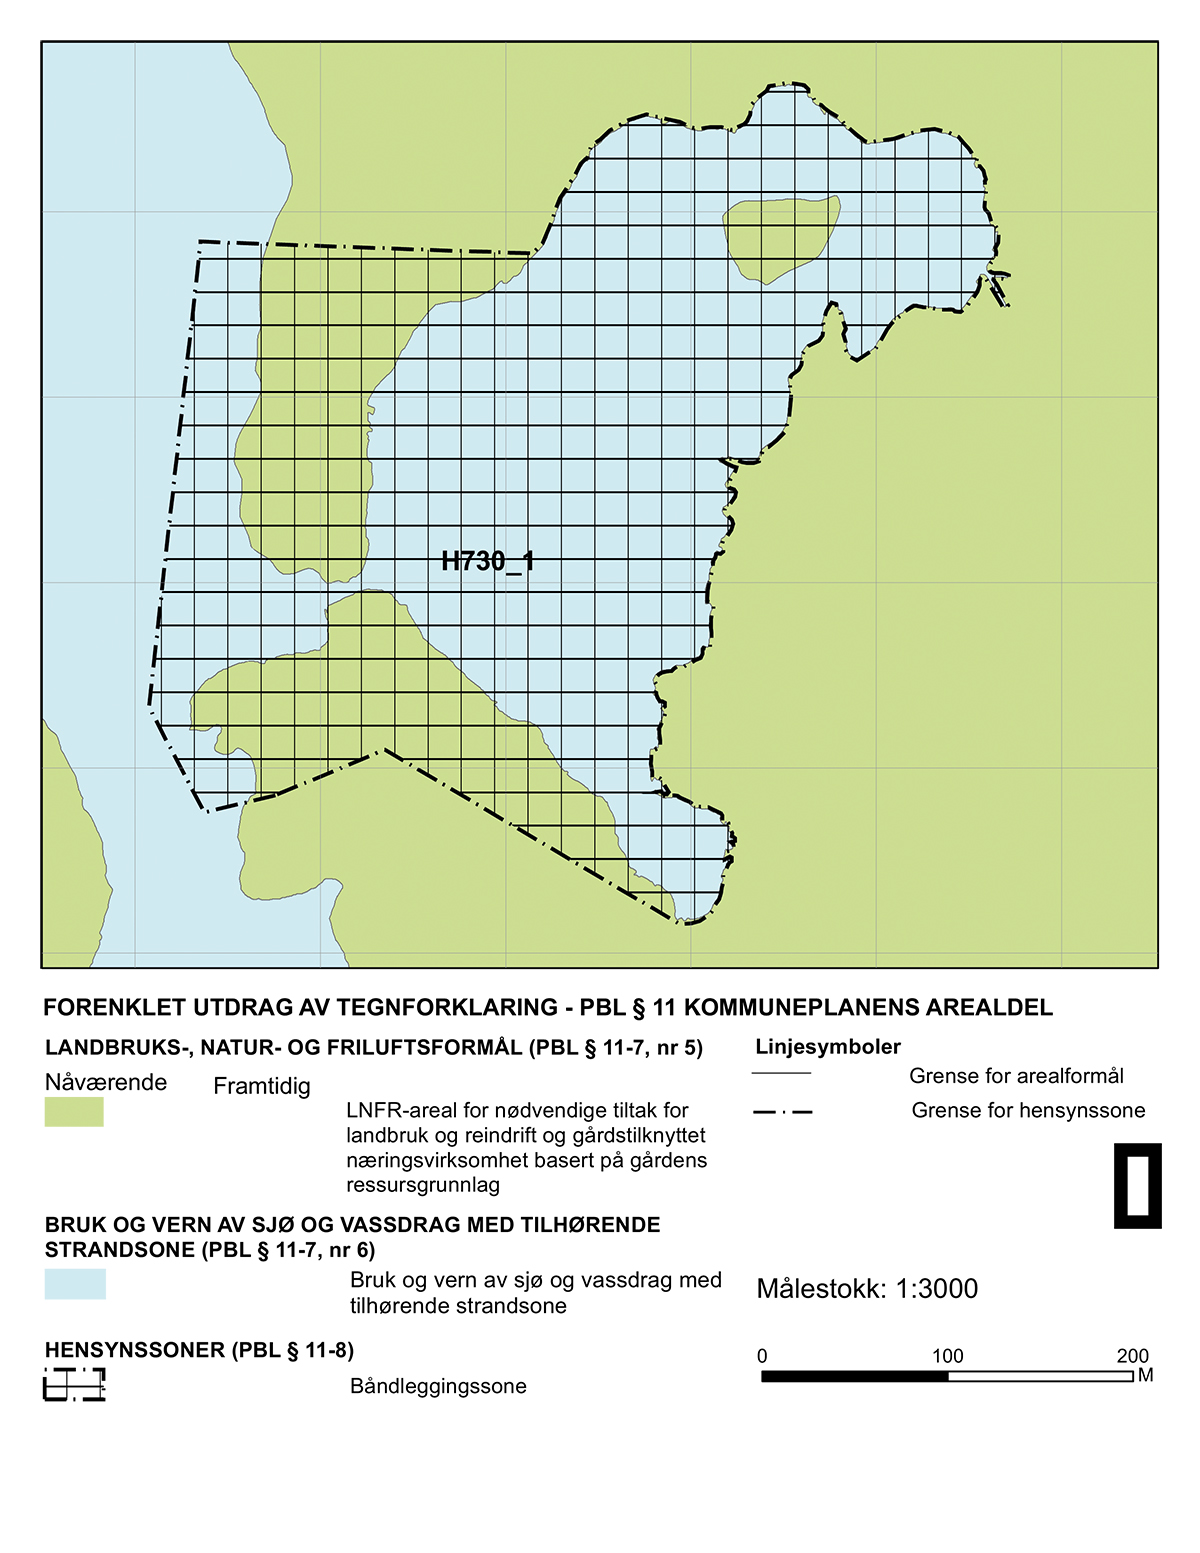 H730_1
FORENKLET UTDRAG AV TEGNFORKLARING - PBL § 11 KOMMUNEPLANENS AREALDEL
LANDBRUKS-, NATUR- OG FRILUFTSFORMÅL (PBL § 11-7, nr 5)
Nåværende
Framtidig
LNFR-areal for nødvendige tiltak for
landbruk og reindrift og gårdstilknyttet
næringsvirksomhet basert på gårdens
ressursgrunnlag
BRUK OG VERN AV SJØ OG VASSDRAG MED TILHØRENDE
STRANDSONE (PBL § 11-7, nr 6)
Bruk og vern av sjø og vassdrag med
tilhørende strandsone
HENSYNSSONER (PBL § 11-8)
Båndleggingssone
Linjesymboler
Grense for arealformål
Grense for hensynssone
Målestokk: 1:3000
0 100 200
M